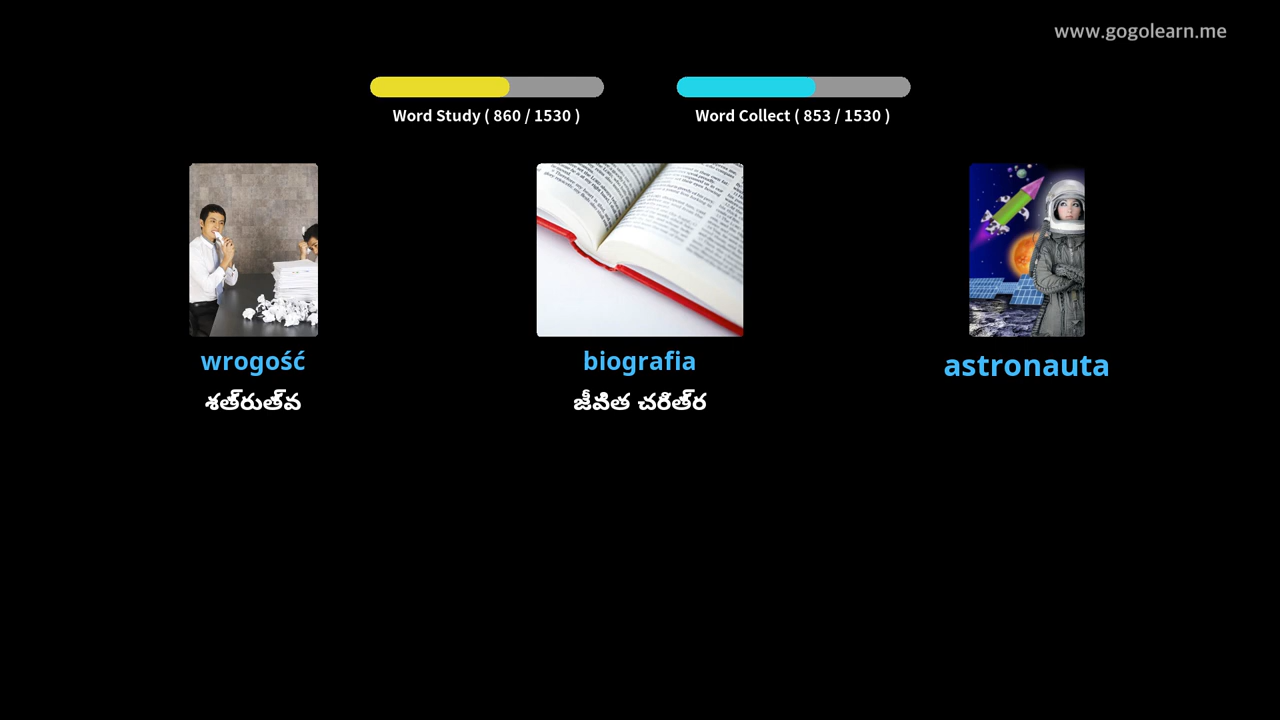 www.gogolearn.me
Word Study ( 860 / 1530 )
Word Collect ( 853 / 1530 )
wrogość
biografia
astronauta
శత్రుత్వ
జీవిత చరిత్ర